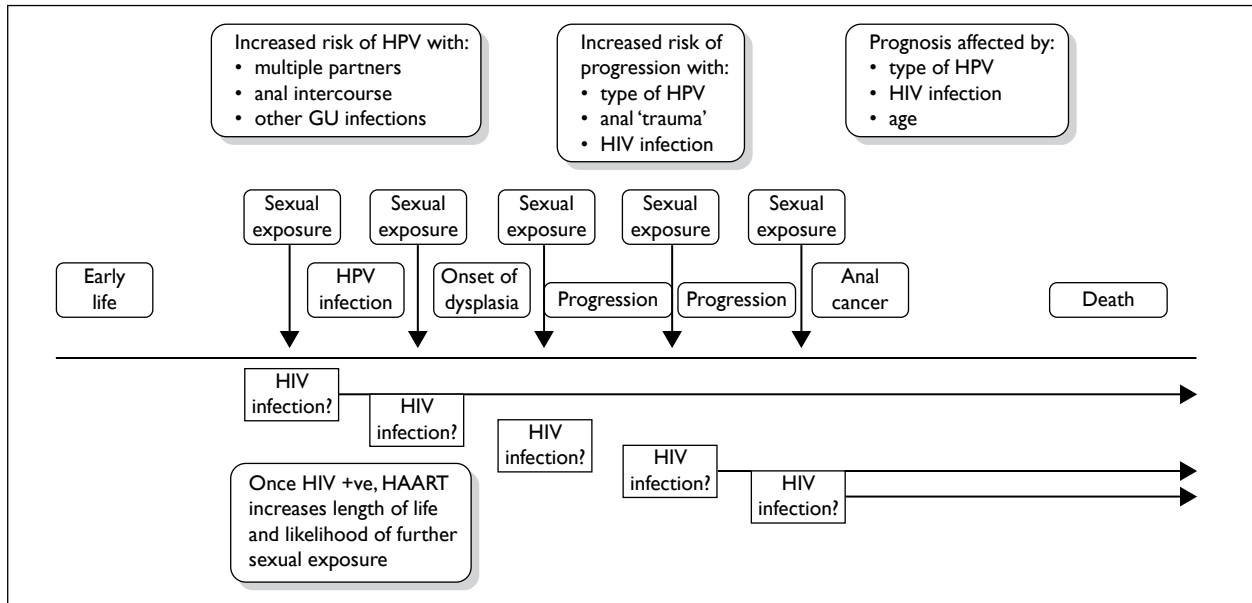 Increased risk of HPV with:
• multiple partners
• anal intercourse
• other GU infections
Increased risk of
progression with:
• type of HPV
• anal ‘trauma’
• HIV infection
Prognosis affected by:
• type of HPV
• HIV infection
• age
Sexual
exposure
Sexual
exposure
Sexual
exposure
Sexual
exposure
Sexual
exposure
Early
life
HPV
infection
Onset of
dysplasia
Progression
Progression
Anal
cancer
Death
HIV
infection?
HIV
infection?
HIV
infection?
HIV
infection?
HIV
infection?
Once HIV +ve, HAART
increases length of life
and likelihood of further
sexual exposure